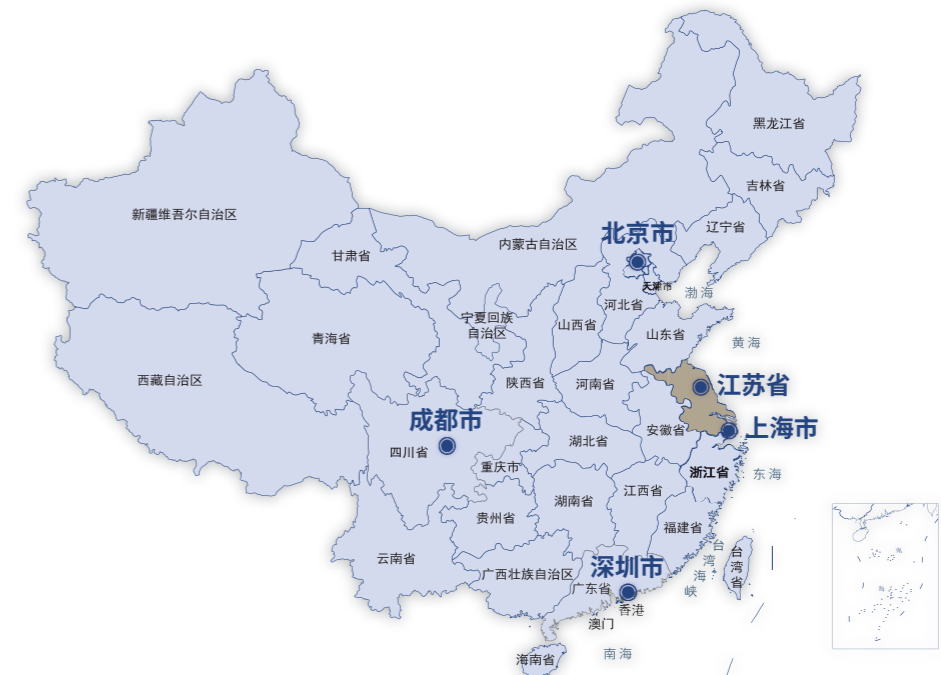 黑龙江省
吉林省
新疆维吾尔自治区
辽宁省
北京市
内蒙古自治区
甘肃省
天津市
渤海
河北省
宁夏回族
自治区
山西省
山东省
青海省
黄海
西藏自治区
陕西省
河南省
江苏省
成都市
上海市
安徽省
湖北省
四川省
重庆市
浙江省
东海
江西省
湖南省
贵州省
福建省
台湾海峡
台湾省
云南省
深圳市
广西壮族自治区
广东省
香港
澳门
南海
海南省